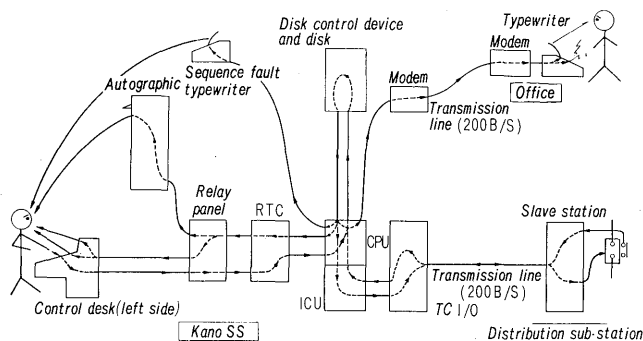 Disk control device
and disk
Typewriter
Modem
Office
Sequence fault
typewriter
Autographic
Modem
Transmission
line (200B/S)
Relay
panel
RTC
CPU
ICU
Slave station
Transmission line
(200B/S)
TC I/O
Control desk(left side)
Kano SS
Distribution sub-station